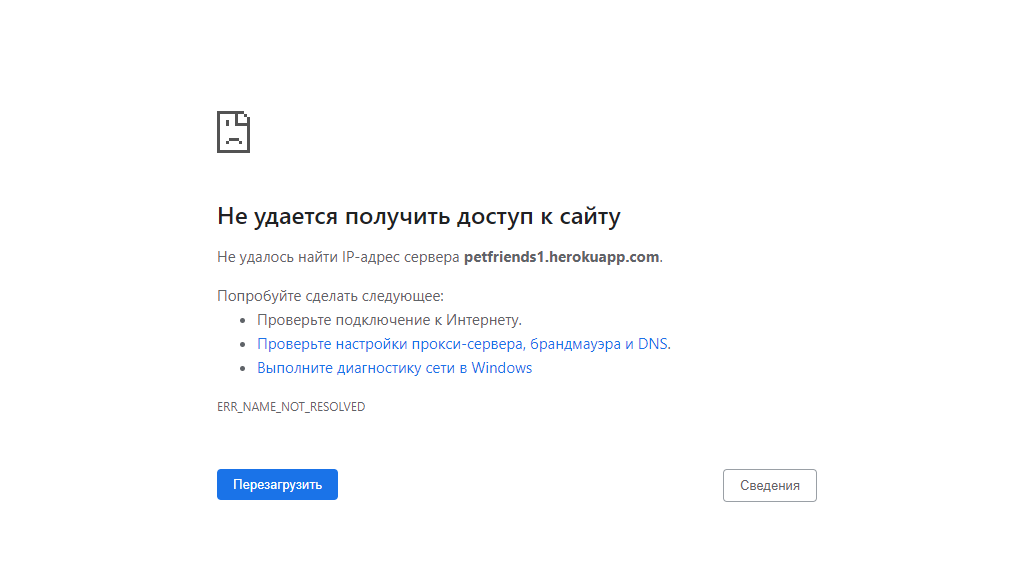 Не удается получить доступ к сайту
Не удалось найти IP-адрес сервера petfriends1.herokuapp.com.
Попробуйте сделать следующее:
Проверьте подключение к Интернету.
Проверьте настройки прокси-сервера, брандмауэра и DNS.
Выполните диагностику сети в Windows
ERR_NAME_NOT_RESOLVED
Перезагрузить
Сведения